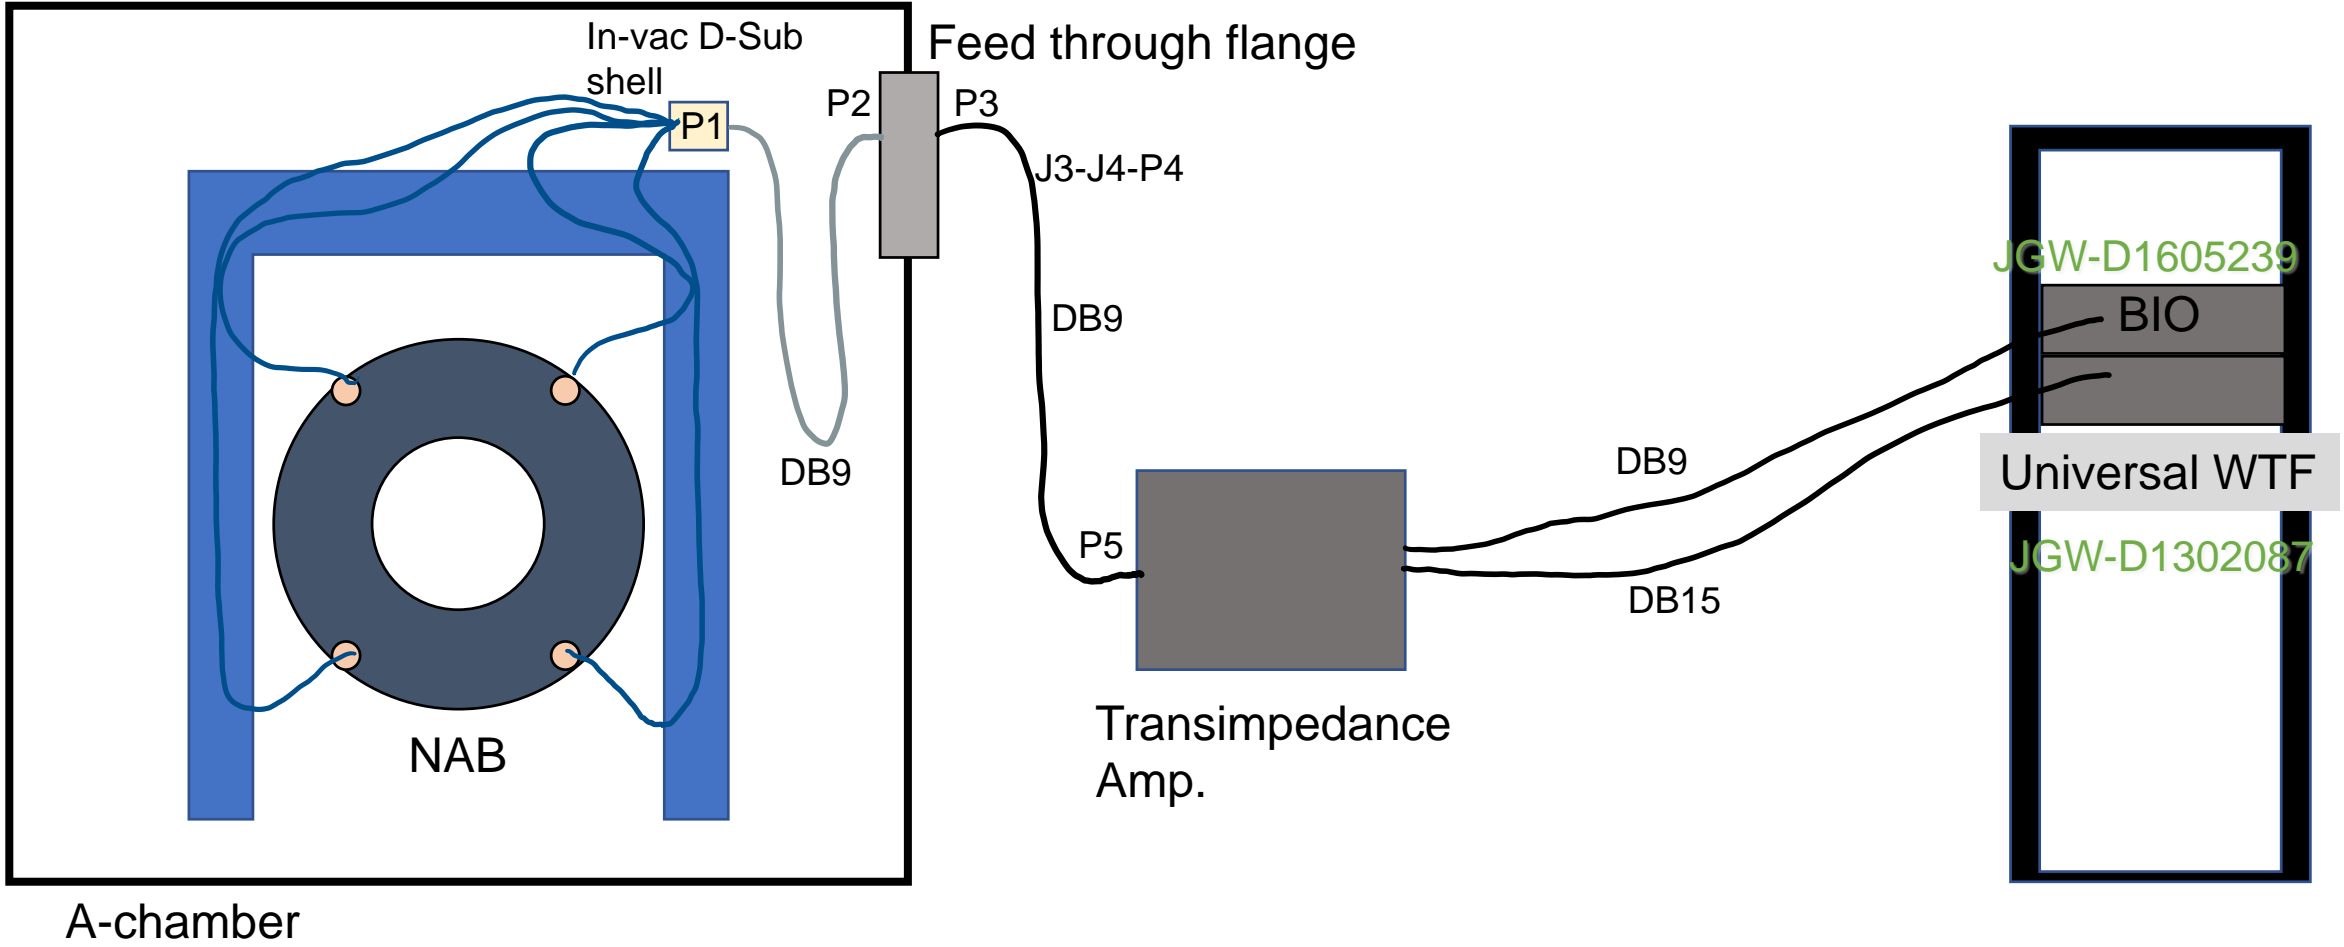 In-vac D-Sub
shell
Feed through flange
P1
P2
P3
J3-J4-P4
DB9
DB9
P5
NAB
A-chamber
Transimpedance
Amp.
DB9
DB15
JGW-D1605239
BIO
Universal WTF
JGW-D1302087